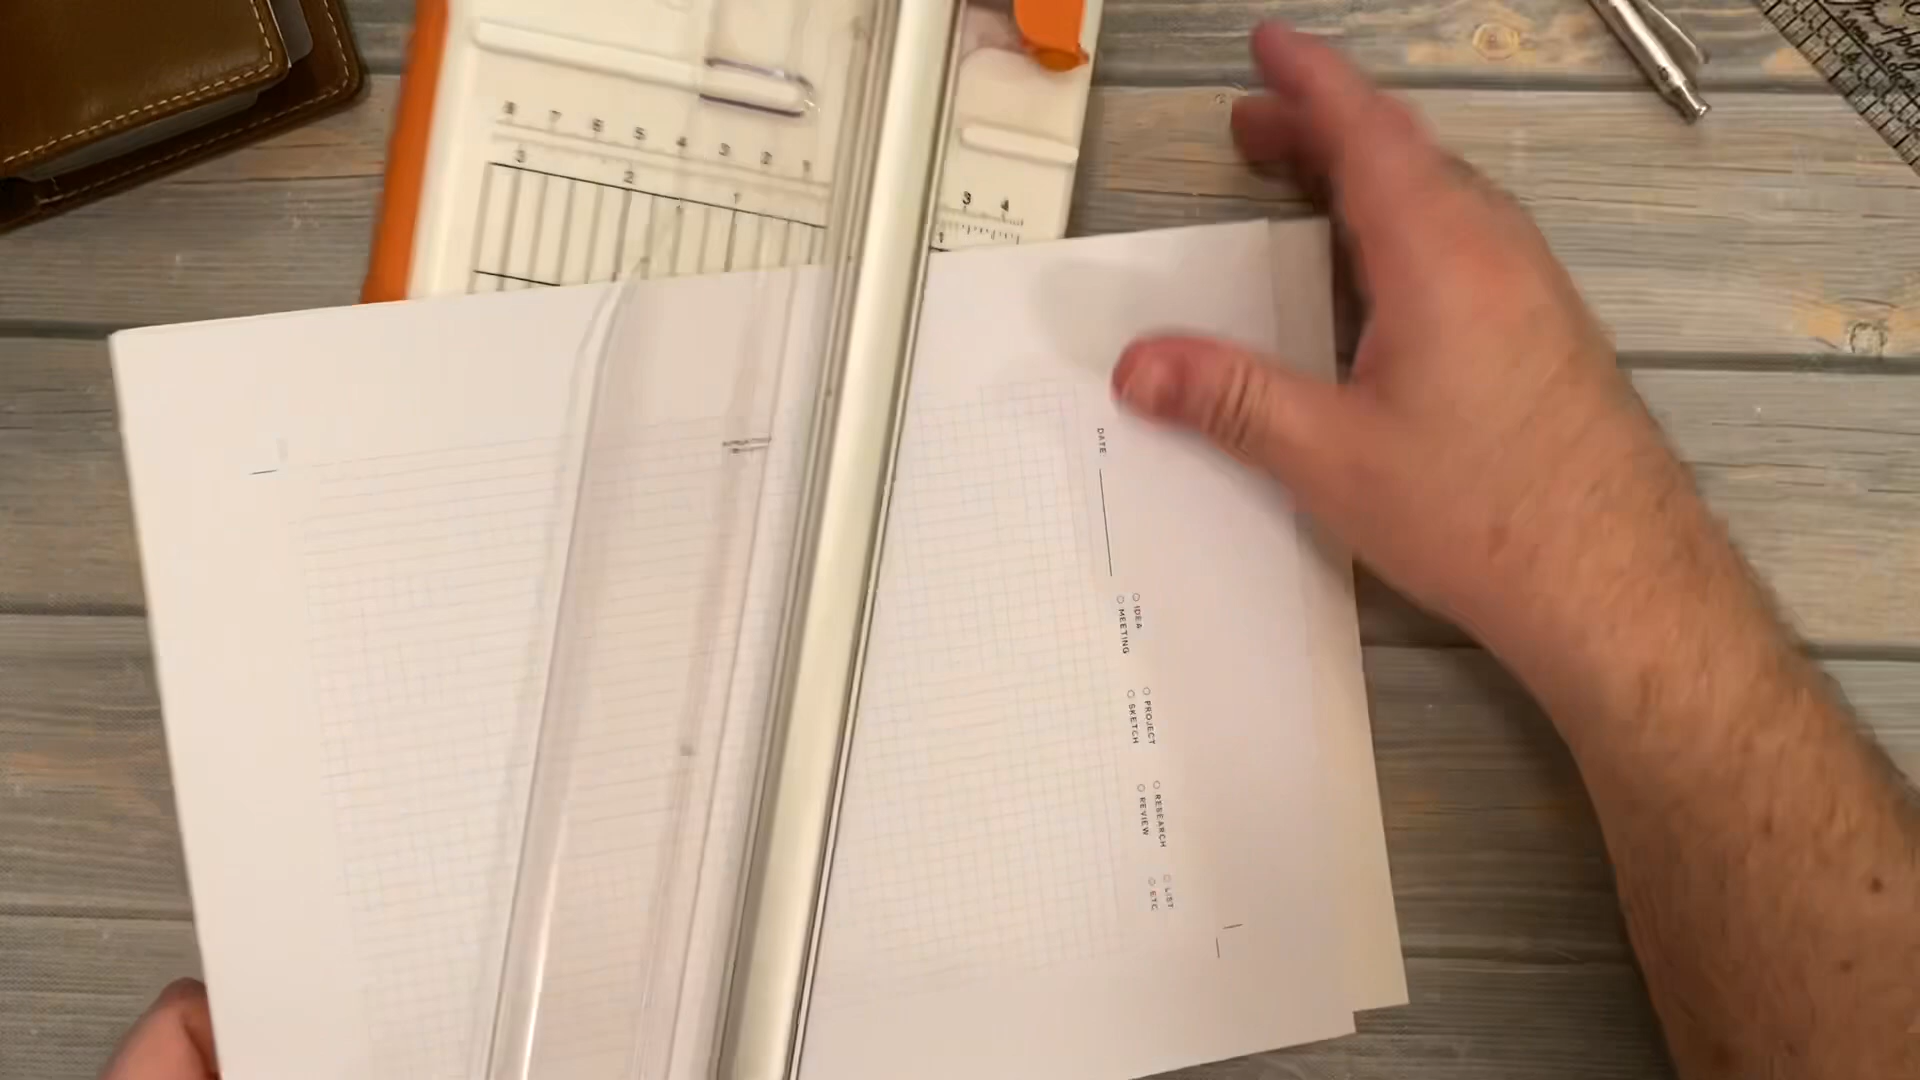 8 7 6 5 4 3 2 1
3 2 1
3 4
1
DATE:
○ IDEA ○ PROJECT ○ RESEARCH ○ LIST
○ MEETING ○ SKETCH ○ REVIEW ○ ETC